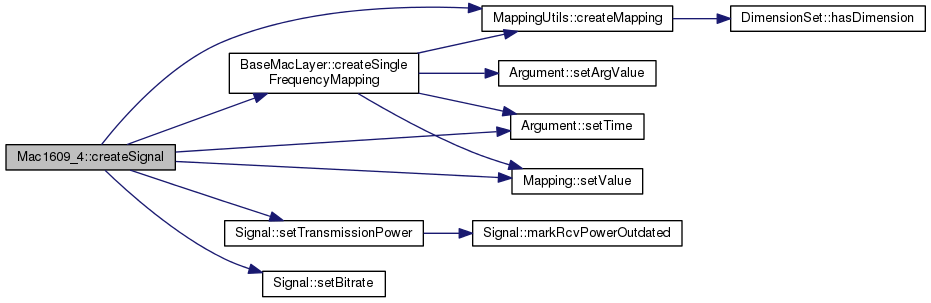 MappingUtils::createMapping
DimensionSet::hasDimension
BaseMacLayer::createSingle
FrequencyMapping
Argument::setArgValue
Argument::setTime
Mac1609_4::createSignal
Mapping::setValue
Signal::setTransmissionPower
Signal::markRcvPowerOutdated
Signal::setBitrate